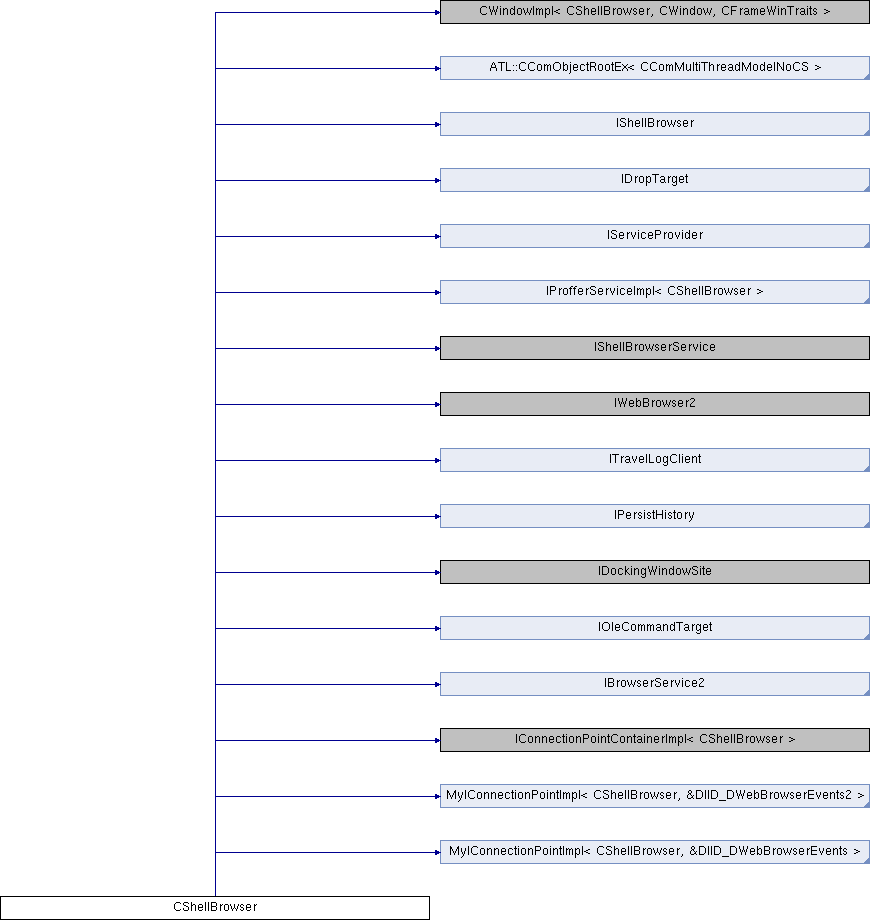 CWindowImpl< CShellBrowser, CWindow, CFrameWinTraits >
ATL::CComObjectRootEx< CComMultiThreadModelNoCS >
IShellBrowser
IDropTarget
IServiceProvider
IProfferServiceImpl< CShellBrowser >
IShellBrowserService
IWebBrowser2
ITravelLogClient
IPersistHistory
IDockingWindowSite
IOleCommandTarget
IBrowserService2
IConnectionPointContainerImpl< CShellBrowser >
MyIConnectionPointImpl< CShellBrowser, &DIID_DWebBrowserEvents2 >
MyIConnectionPointImpl< CShellBrowser, &DIID_DWebBrowserEvents >
CShellBrowser